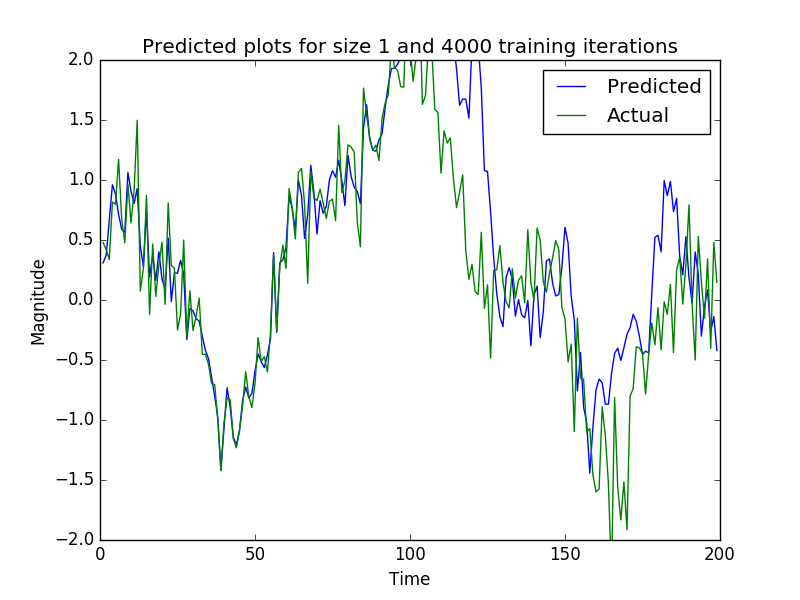 Predicted plots for size 1 and 4000 training iterations
2.0
1.5
1.0
0.5
0.0
−0.5
−1.0
−1.5
−2.0
Magnitude
Predicted
Actual
0
50
100
150
200
Time